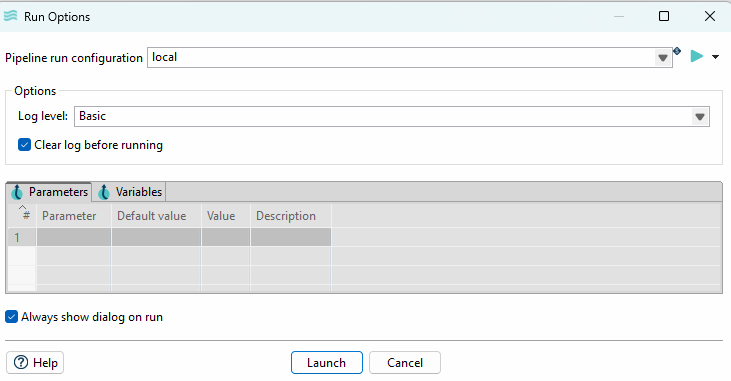 Run Options
Pipeline run configuration local
Options
Log level: Basic
Clear log before running
Parameters Variables
# Parameter Default value Value Description
1
Always show dialog on run
Help Launch Cancel